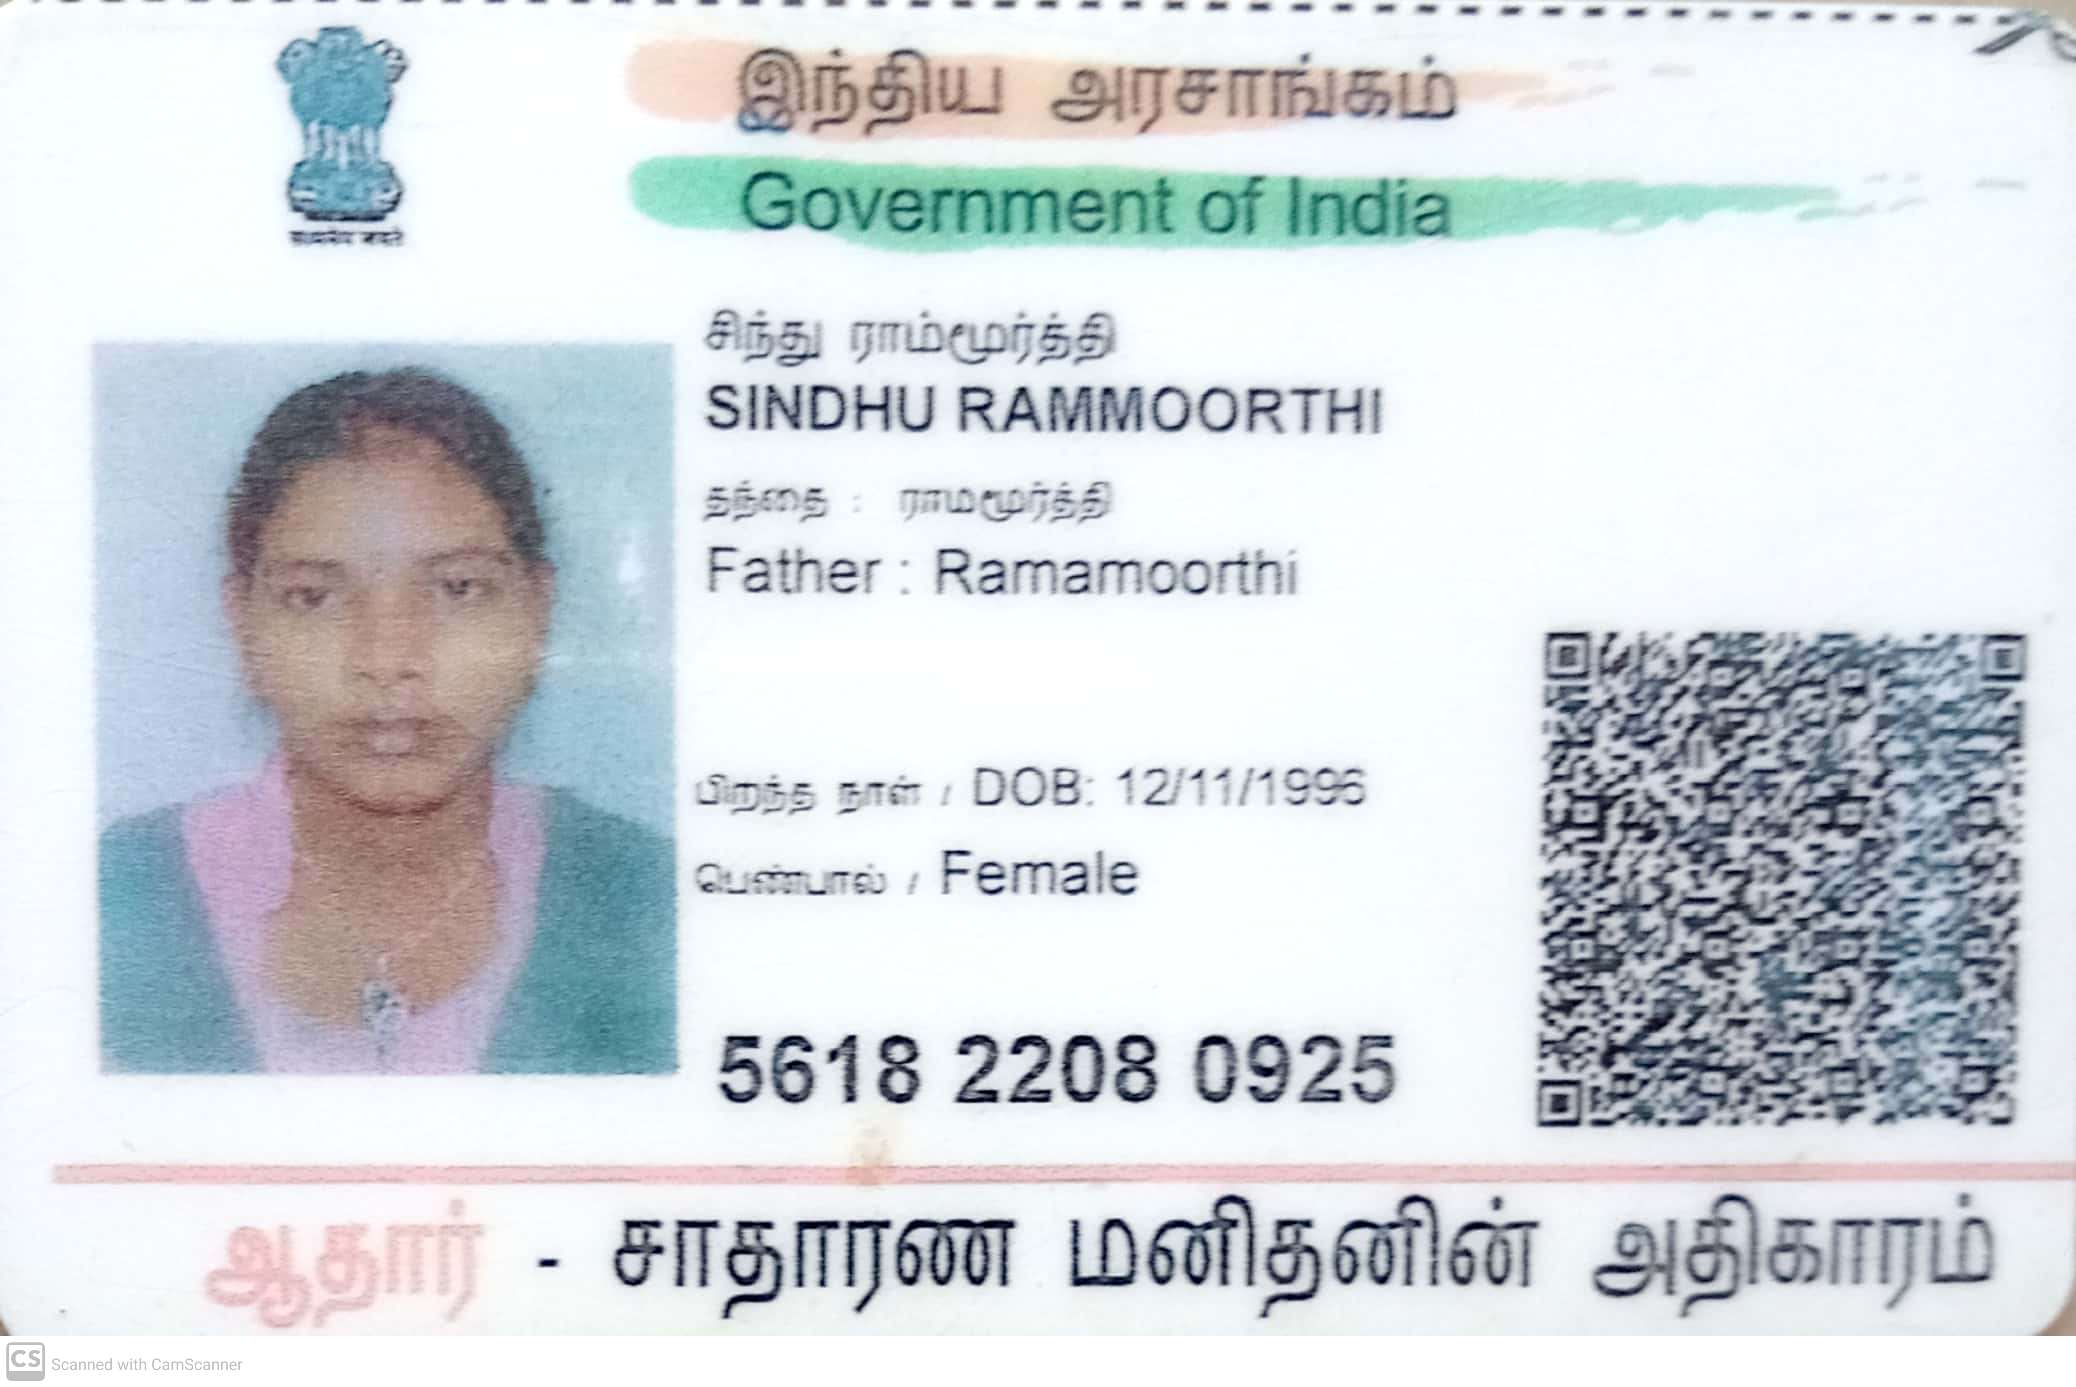 இந்திய அரசாங்கம்
Government of India
सत्यमेव जयते
சிந்து ராம்மூர்த்தி
SINDHU RAMMOORTHI
தந்தை : ராமமூர்த்தி
Father : Ramamoorthi
பிறந்த நாள் / DOB: 12/11/1996
பெண்பால் / Female
5618 2208 0925
ஆதார் - சாதாரண மனிதனின் அதிகாரம்
CS Scanned with CamScanner